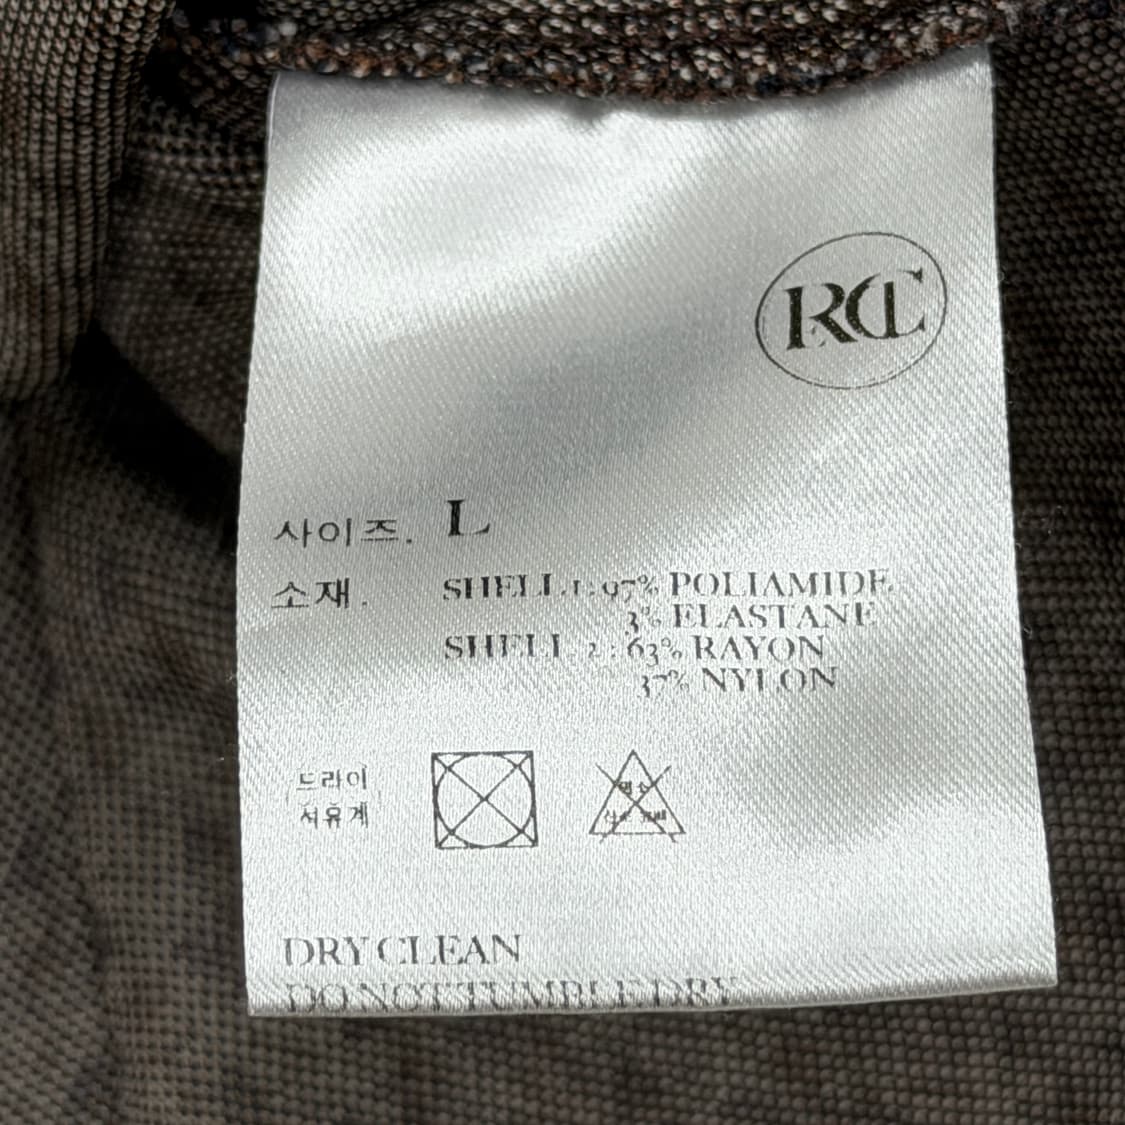 RCT
사이즈. L
소재. SHELL 1: 97% POLIAMIDE
3% ELASTANE
SHELL 2: 63% RAYON
37% NYLON
드라이
석유계
DRY CLEAN
DO NOT TUMBLE DRY